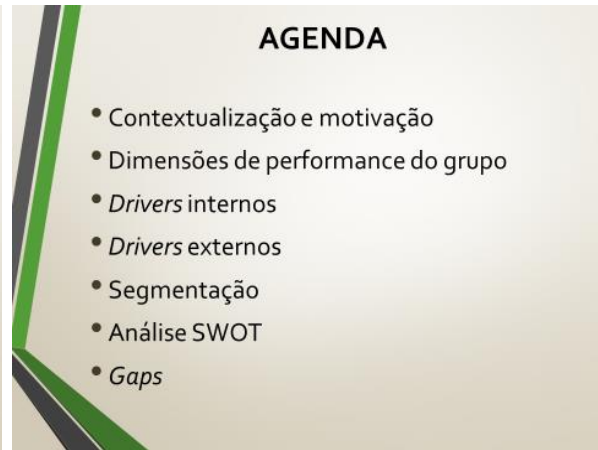 AGENDA
• Contextualização e motivação
• Dimensões de performance do grupo
• Drivers internos
• Drivers externos
• Segmentação
• Análise SWOT
• Gaps